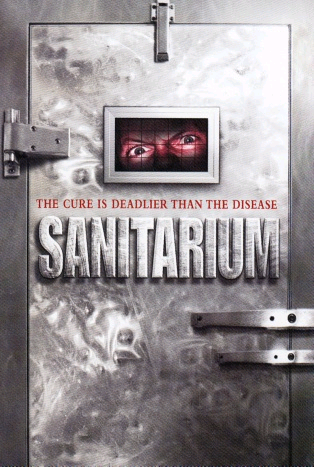 THE CURE IS DEADLIER THAN THE DISEASE
SANITARIUM